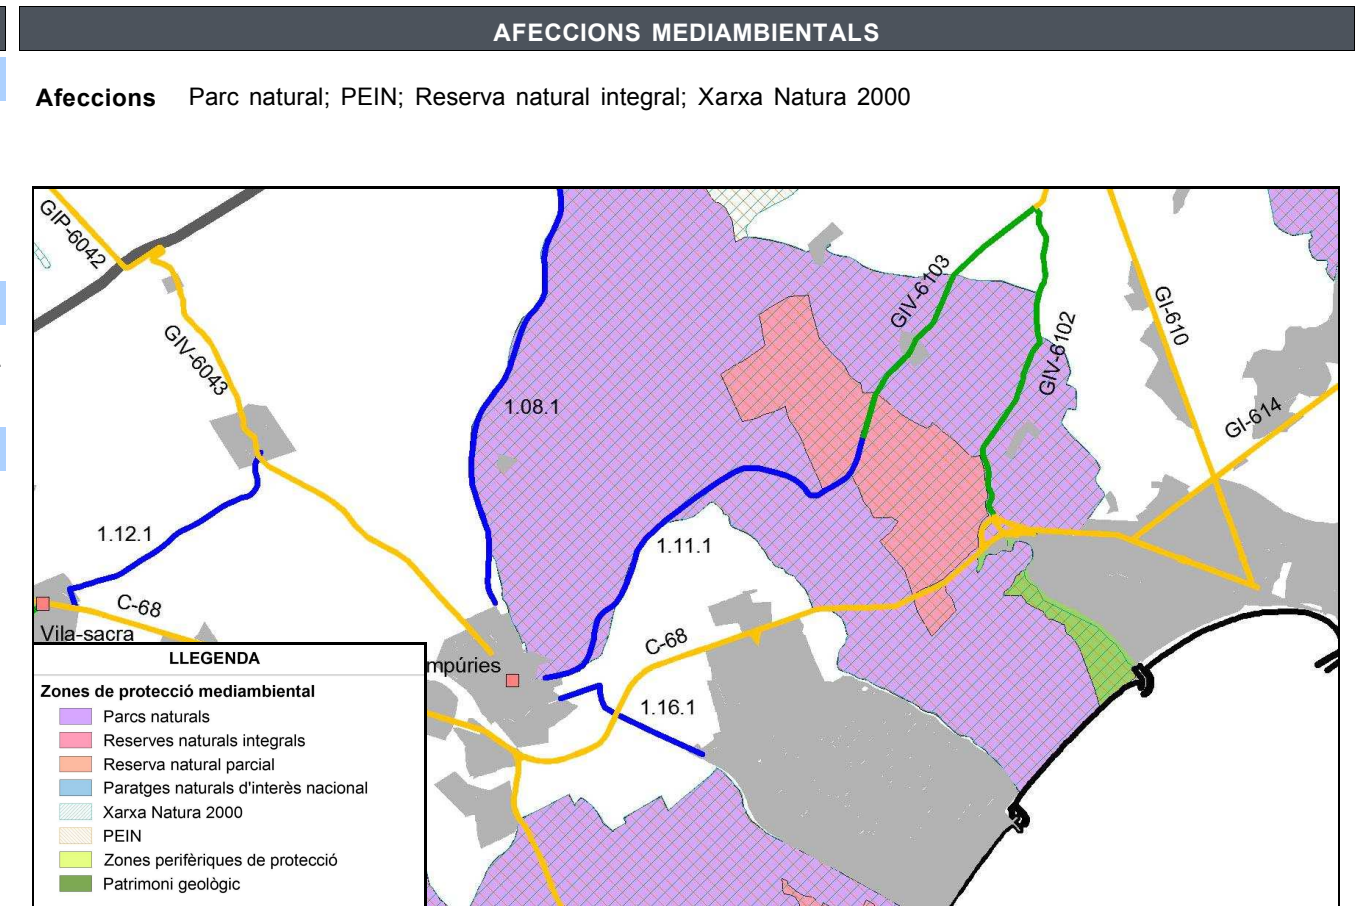 AFECCIONS MEDIAMBIENTALS
Afeccions Parc natural; PEIN; Reserva natural integral; Xarxa Natura 2000
GIP-6042
GIV-6043
GIV-6103
GIV-6102
GI-610
GI-614
1.08.1
1.12.1
1.11.1
C-68
Vila-sacra
C-68
mpúries
1.16.1
LLEGENDA
Zones de protecció mediambiental
Parcs naturals
Reserves naturals integrals
Reserva natural parcial
Paratges naturals d'interès nacional
Xarxa Natura 2000
PEIN
Zones perifèriques de protecció
Patrimoni geològic